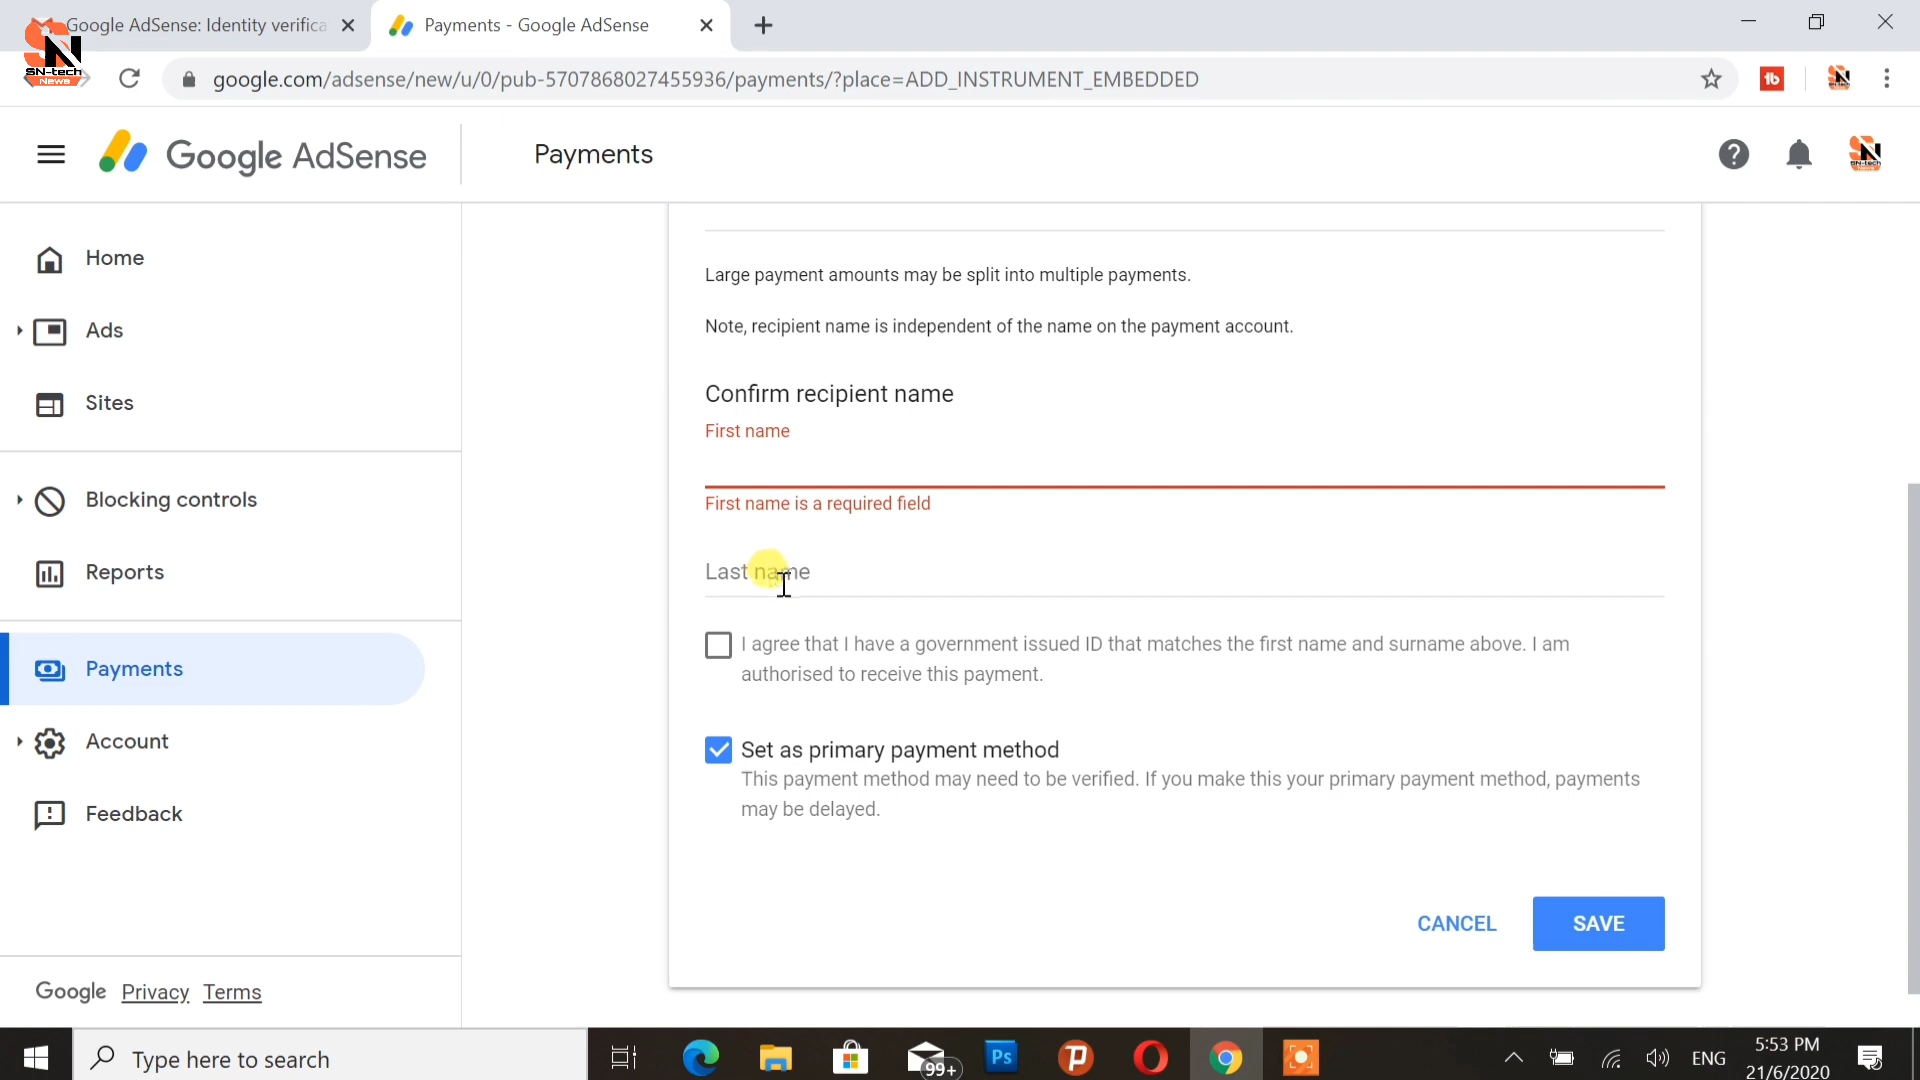 Google AdSense: Identity verifica
Payments - Google AdSense
SN-tech
News
google.com/adsense/new/u/0/pub-5707868027455936/payments/?place=ADD_INSTRUMENT_EMBEDDED
Google AdSense
Payments
Home
Ads
Sites
Blocking controls
Reports
Payments
Account
Feedback
Google Privacy Terms
Large payment amounts may be split into multiple payments.
Note, recipient name is independent of the name on the payment account.
Confirm recipient name
First name
First name is a required field
Last name
I agree that I have a government issued ID that matches the first name and surname above. I am
authorised to receive this payment.
Set as primary payment method
This payment method may need to be verified. If you make this your primary payment method, payments
may be delayed.
CANCEL
SAVE
Type here to search
99+
Ps
ENG
5:53 PM
21/6/2020